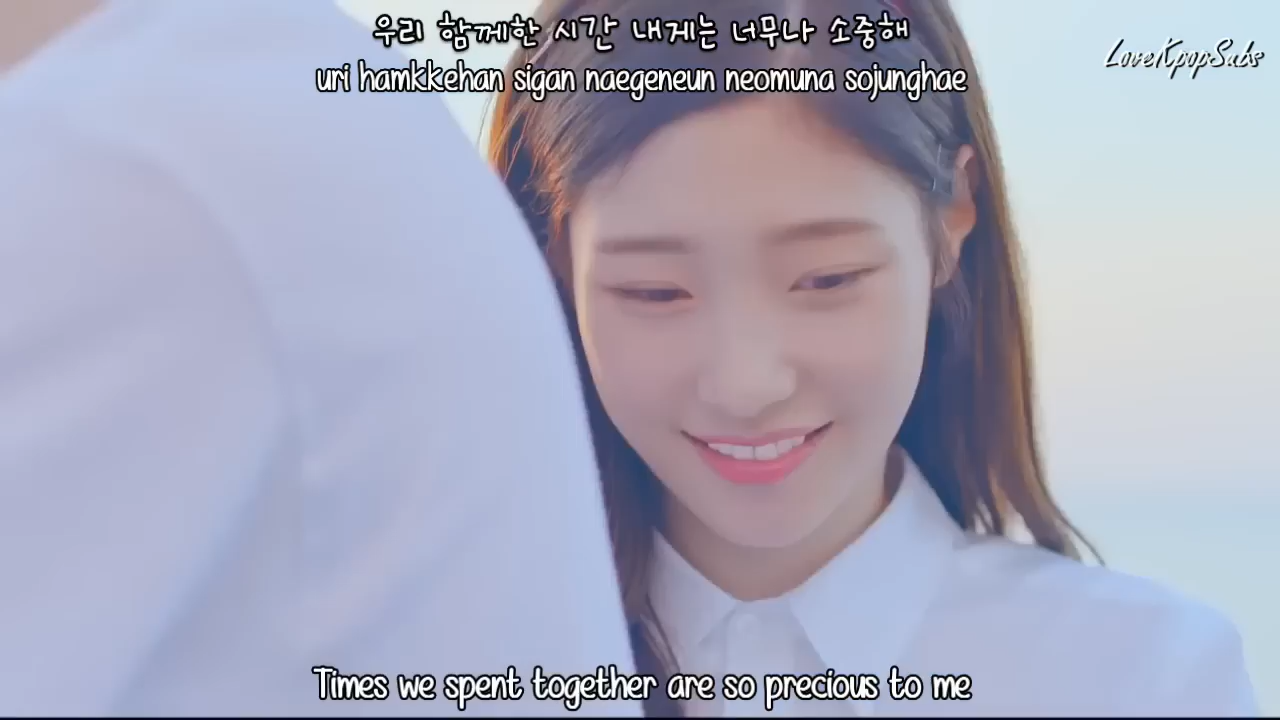 우리 함께한 시간 내게는 너무나 소중해
LoveKpopSubs
uri hamkkehan sigan naegeneun neomuna sojunghae
Times we spent together are so precious to me